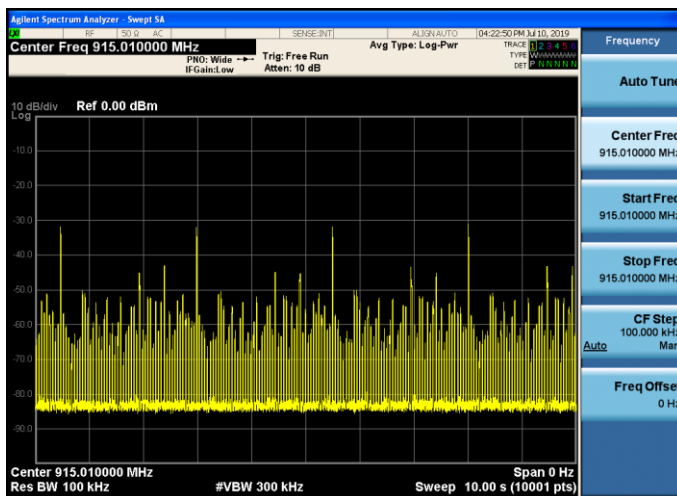 Agilent Spectrum Analyzer - Swept SA
RF 50 Ω AC SENSE:INT ALIGN AUTO 04:22:50 PM Jul 10, 2019
Center Freq 915.010000 MHz
PNO: Wide
IFGain:Low
Trig: Free Run
Atten: 10 dB
Avg Type: Log-Pwr
TRACE 1 2 3 4 5 6
TYPE
DET P N N N N N
Frequency
Auto Tune
Center Freq
915.010000 MHz
Start Freq
915.010000 MHz
Stop Freq
915.010000 MHz
CF Step
100.000 kHz
Auto Man
Freq Offset
0 Hz
10 dB/div Ref 0.00 dBm
Log
-10.0
-20.0
-30.0
-40.0
-50.0
-60.0
-70.0
-80.0
-90.0
Center 915.010000 MHz Span 0 Hz
Res BW 100 kHz #VBW 300 kHz Sweep 10.00 s (10001 pts)